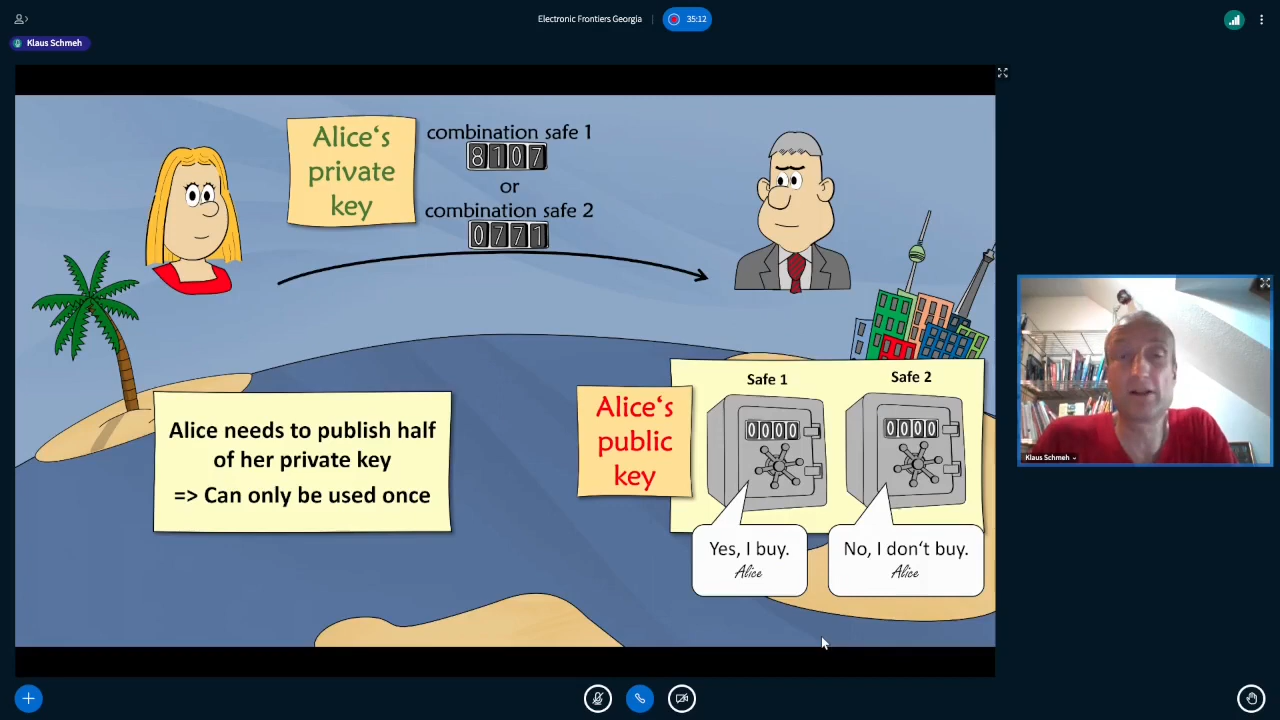 Electronic Frontiers Georgia
35:12
Klaus Schmeh
Alice‘s
private
key
combination safe 1
8107
or
combination safe 2
0771
Alice needs to publish half
of her private key
=> Can only be used once
Alice‘s
public
key
Safe 1
Safe 2
0000
0000
Yes, I buy.
Alice
No, I don‘t buy.
Alice
Klaus Schmeh